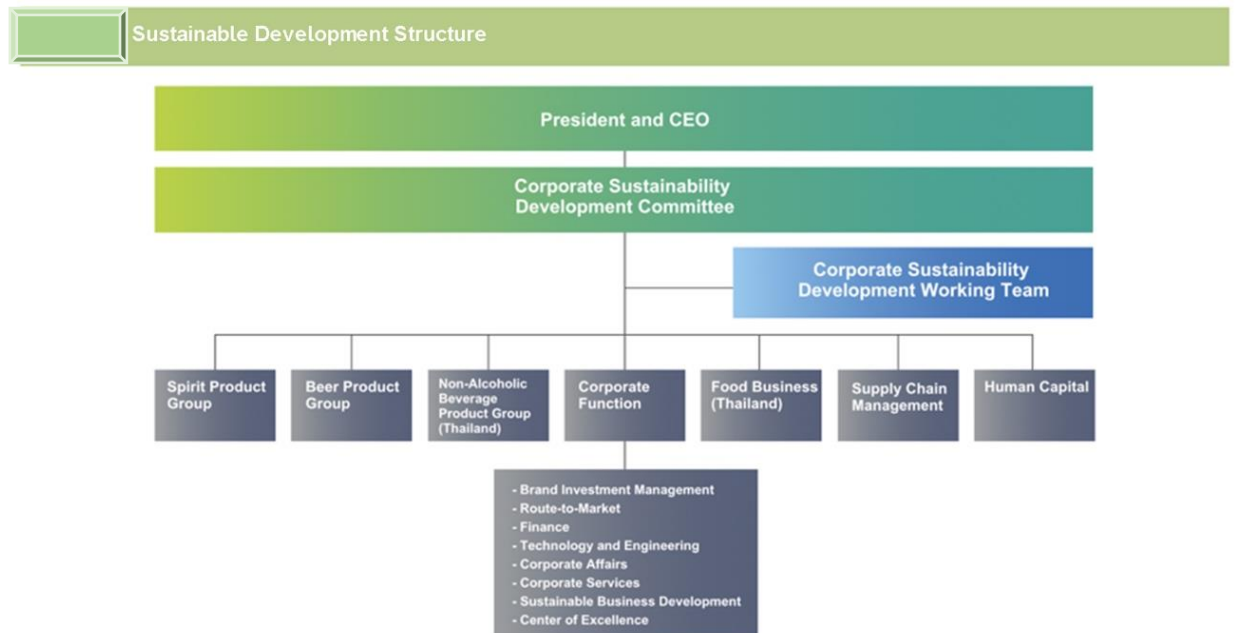 Sustainable Development Structure
President and CEO
Corporate Sustainability
Development Committee
Corporate Sustainability
Development Working Team
Spirit Product
Group
Beer Product
Group
Non-Alcoholic
Beverage
Product Group
(Thailand)
Corporate
Function
Food Business
(Thailand)
Supply Chain
Management
Human Capital
- Brand Investment Management
- Route-to-Market
- Finance
- Technology and Engineering
- Corporate Affairs
- Corporate Services
- Sustainable Business Development
- Center of Excellence